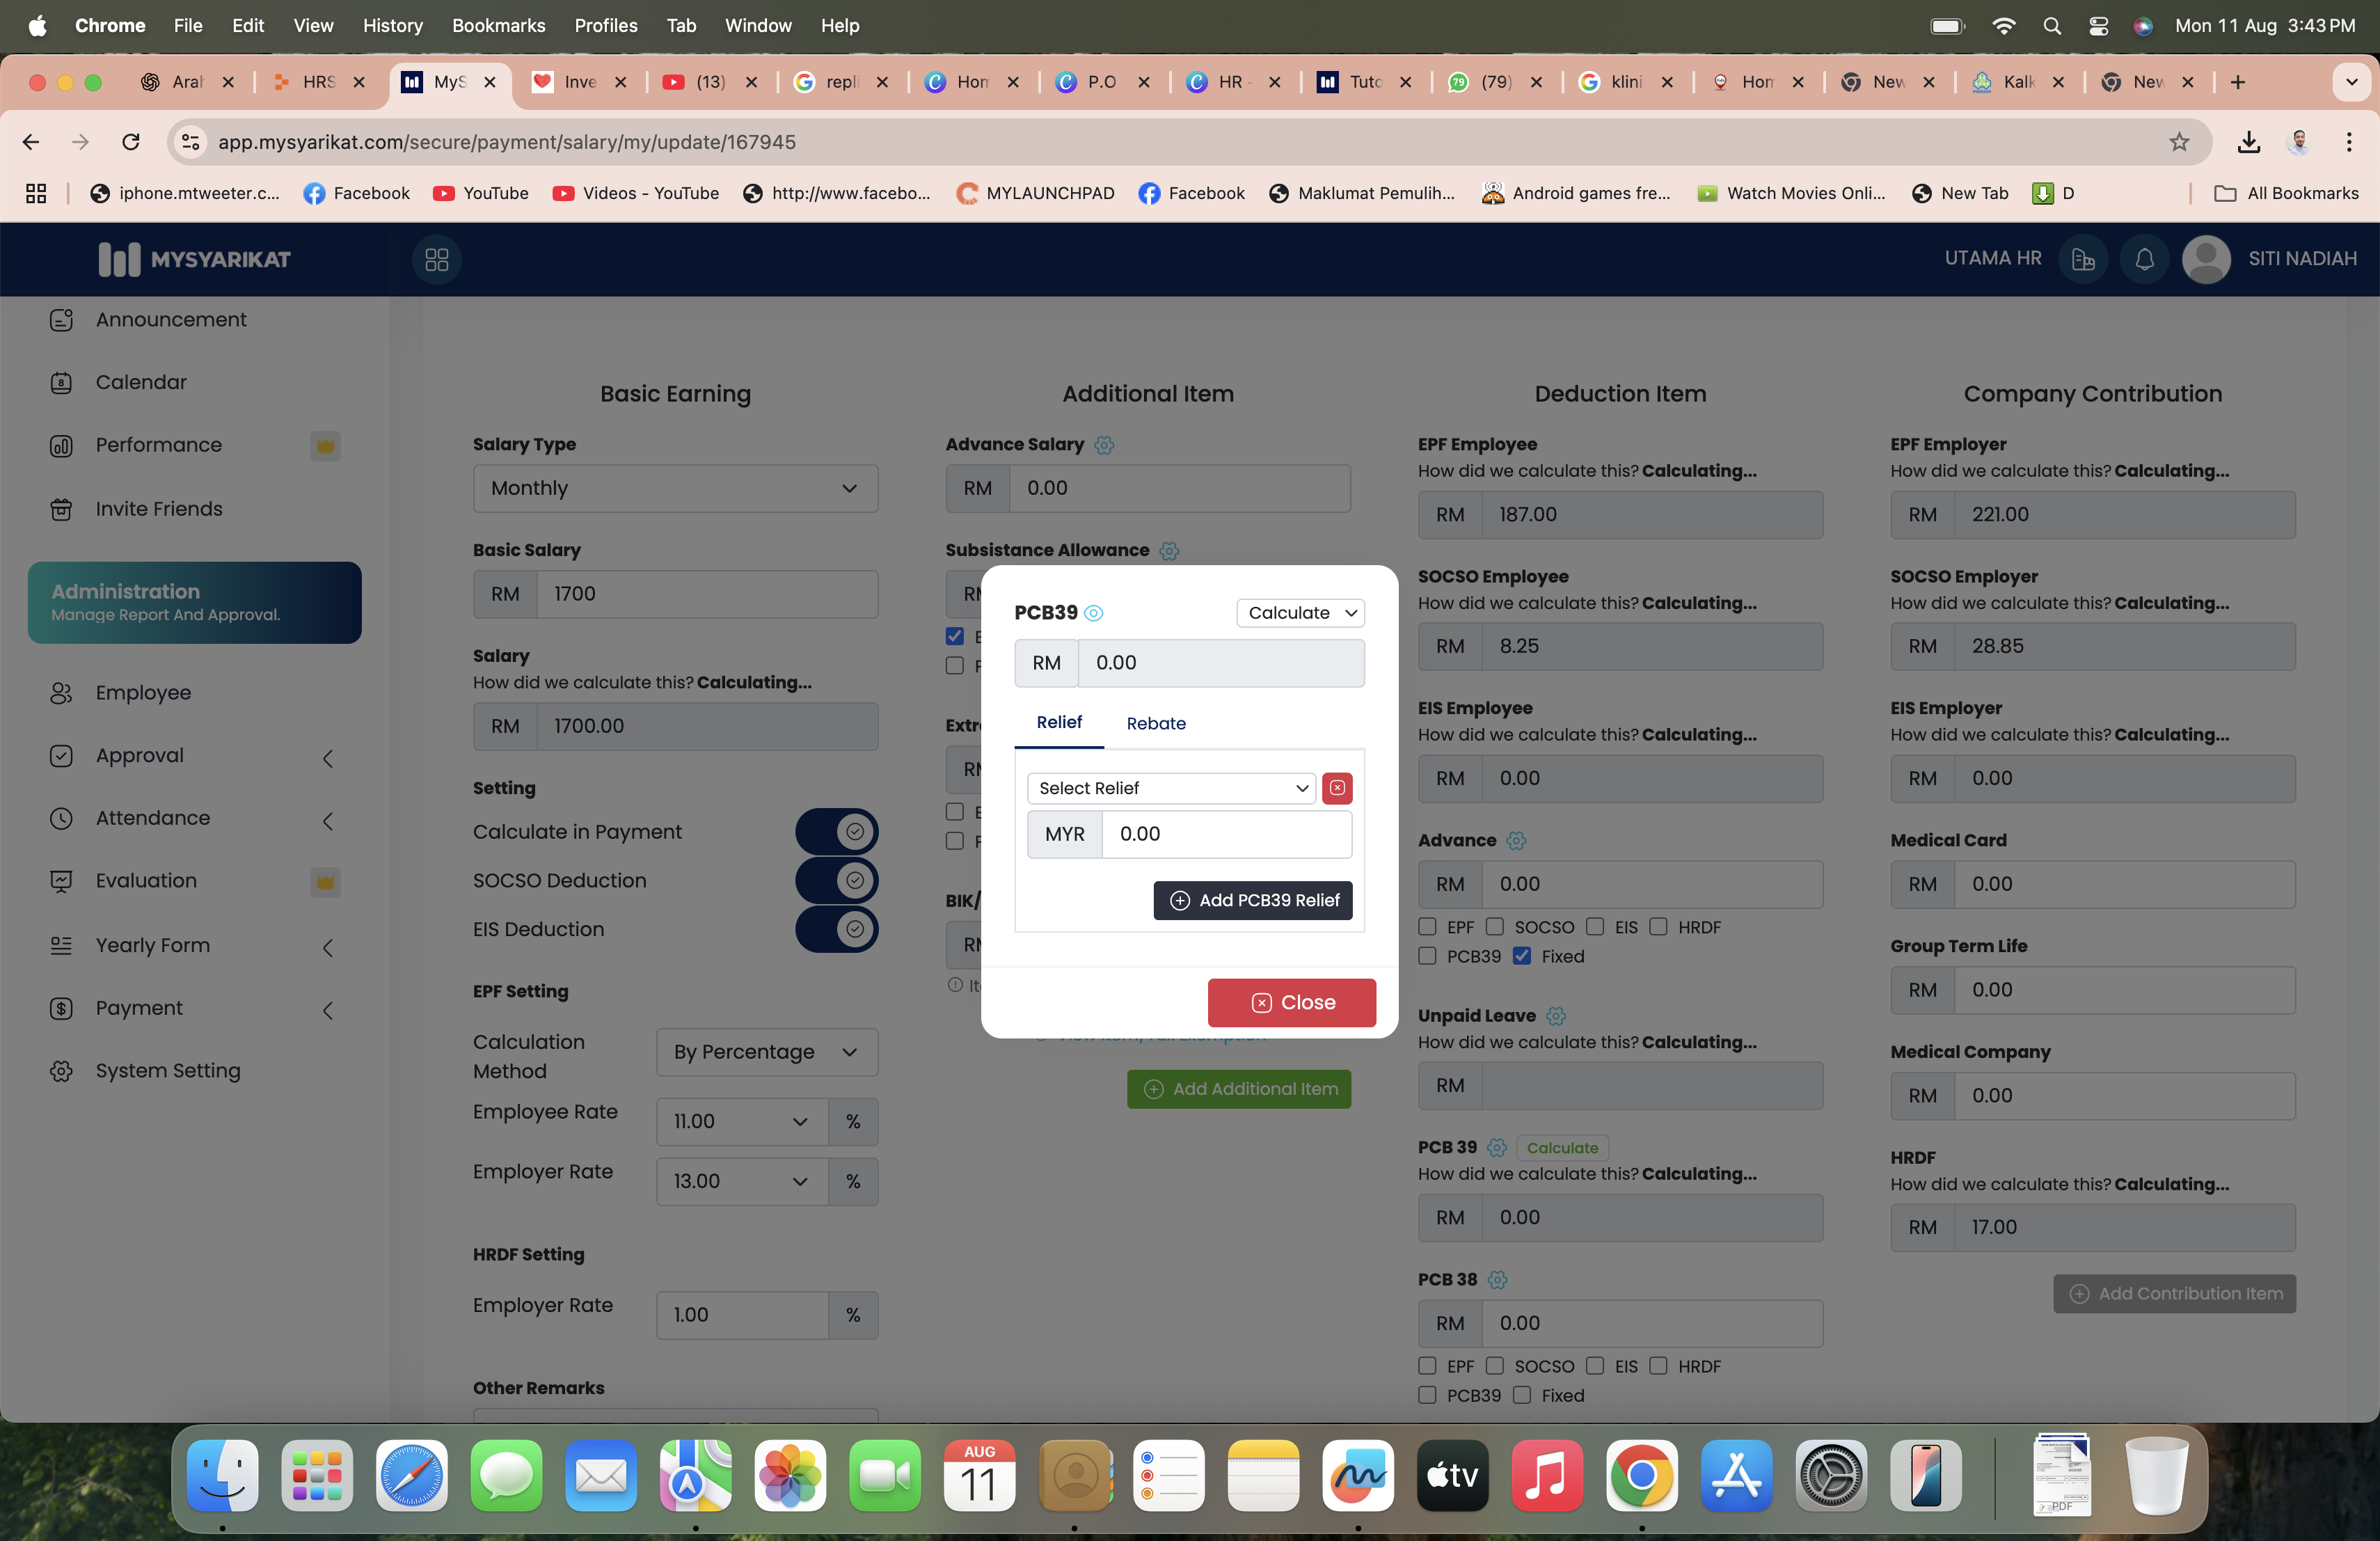 Chrome File Edit View History Bookmarks Profiles Tab Window Help Mon 11 Aug 3:43 PM
Arah HRS MyS Inve (13) repli Hom P.O HR - Tuto 79 (79) klini Hom New Kalk New
app.mysyarikat.com/secure/payment/salary/my/update/167945
iphone.mtweeter.c... Facebook YouTube Videos - YouTube http://www.facebo... MYLAUNCHPAD Facebook Maklumat Pemulih... Android games fre... Watch Movies Onli... New Tab D All Bookmarks
MYSYARIKAT UTAMA HR SITI NADIAH
Announcement
Calendar
Performance
Invite Friends
Administration
Manage Report And Approval.
Employee
Approval
Attendance
Evaluation
Yearly Form
Payment
System Setting
Basic Earning
Salary Type
Monthly
Basic Salary
RM 1700
Salary
How did we calculate this? Calculating...
RM 1700.00
Setting
Calculate in Payment
SOCSO Deduction
EIS Deduction
EPF Setting
Calculation
Method
By Percentage
Employee Rate 11.00 %
Employer Rate 13.00 %
HRDF Setting
Employer Rate 1.00 %
Other Remarks
Additional Item
Advance Salary
RM 0.00
Subsistance Allowance
BIK/
Add Additional Item
PCB39 Calculate
RM 0.00
Relief Rebate
Select Relief
MYR 0.00
Add PCB39 Relief
Close
Deduction Item
EPF Employee
How did we calculate this? Calculating...
RM 187.00
SOCSO Employee
How did we calculate this? Calculating...
RM 8.25
EIS Employee
How did we calculate this? Calculating...
RM 0.00
Advance
RM 0.00
EPF SOCSO EIS HRDF
PCB39 Fixed
Unpaid Leave
How did we calculate this? Calculating...
RM
PCB 39 Calculate
How did we calculate this? Calculating...
RM 0.00
PCB 38
RM 0.00
EPF SOCSO EIS HRDF
PCB39 Fixed
Company Contribution
EPF Employer
How did we calculate this? Calculating...
RM 221.00
SOCSO Employer
How did we calculate this? Calculating...
RM 28.85
EIS Employer
How did we calculate this? Calculating...
RM 0.00
Medical Card
RM 0.00
Group Term Life
RM 0.00
Medical Company
RM 0.00
HRDF
How did we calculate this? Calculating...
RM 17.00
Add Contribution Item
AUG
11
tv
PDF